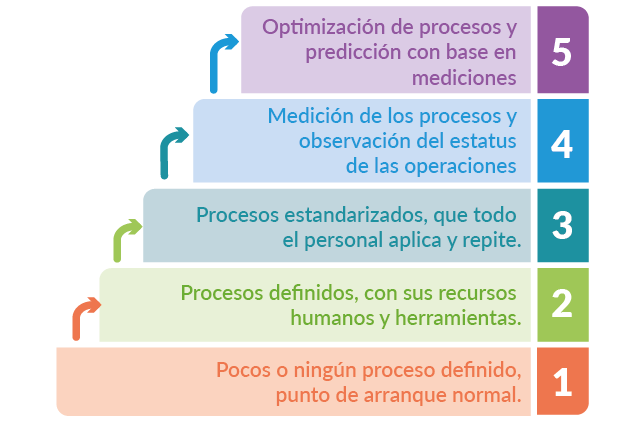 Optimización de procesos y
predicción con base en
mediciones
5
Medición de los procesos y
observación del estatus
de las operaciones
4
Procesos estandarizados, que todo
el personal aplica y repite.
3
Procesos definidos, con sus recursos
humanos y herramientas.
2
Pocos o ningún proceso definido,
punto de arranque normal.
1